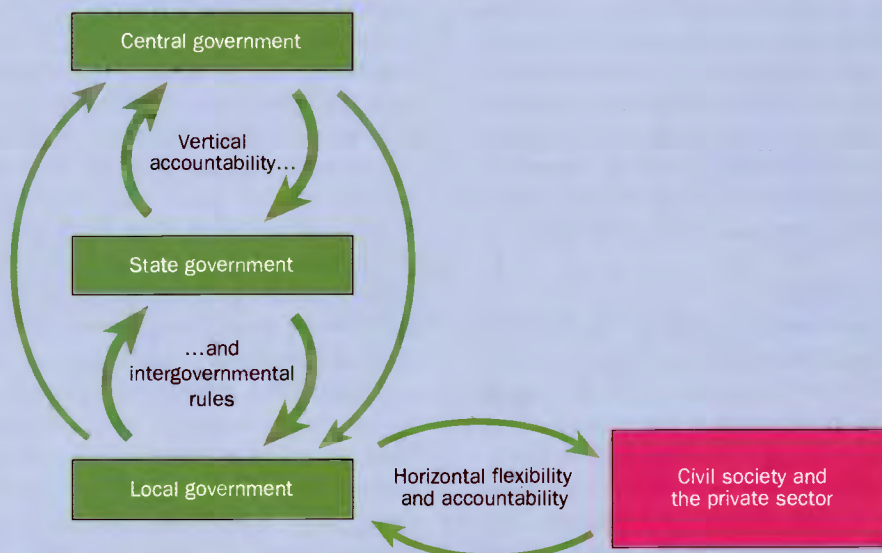 Central government
Vertical
accountability...
State government
...and
intergovernmental
rules
Local government
Horizontal flexibility
and accountability
Civil society and
the private sector